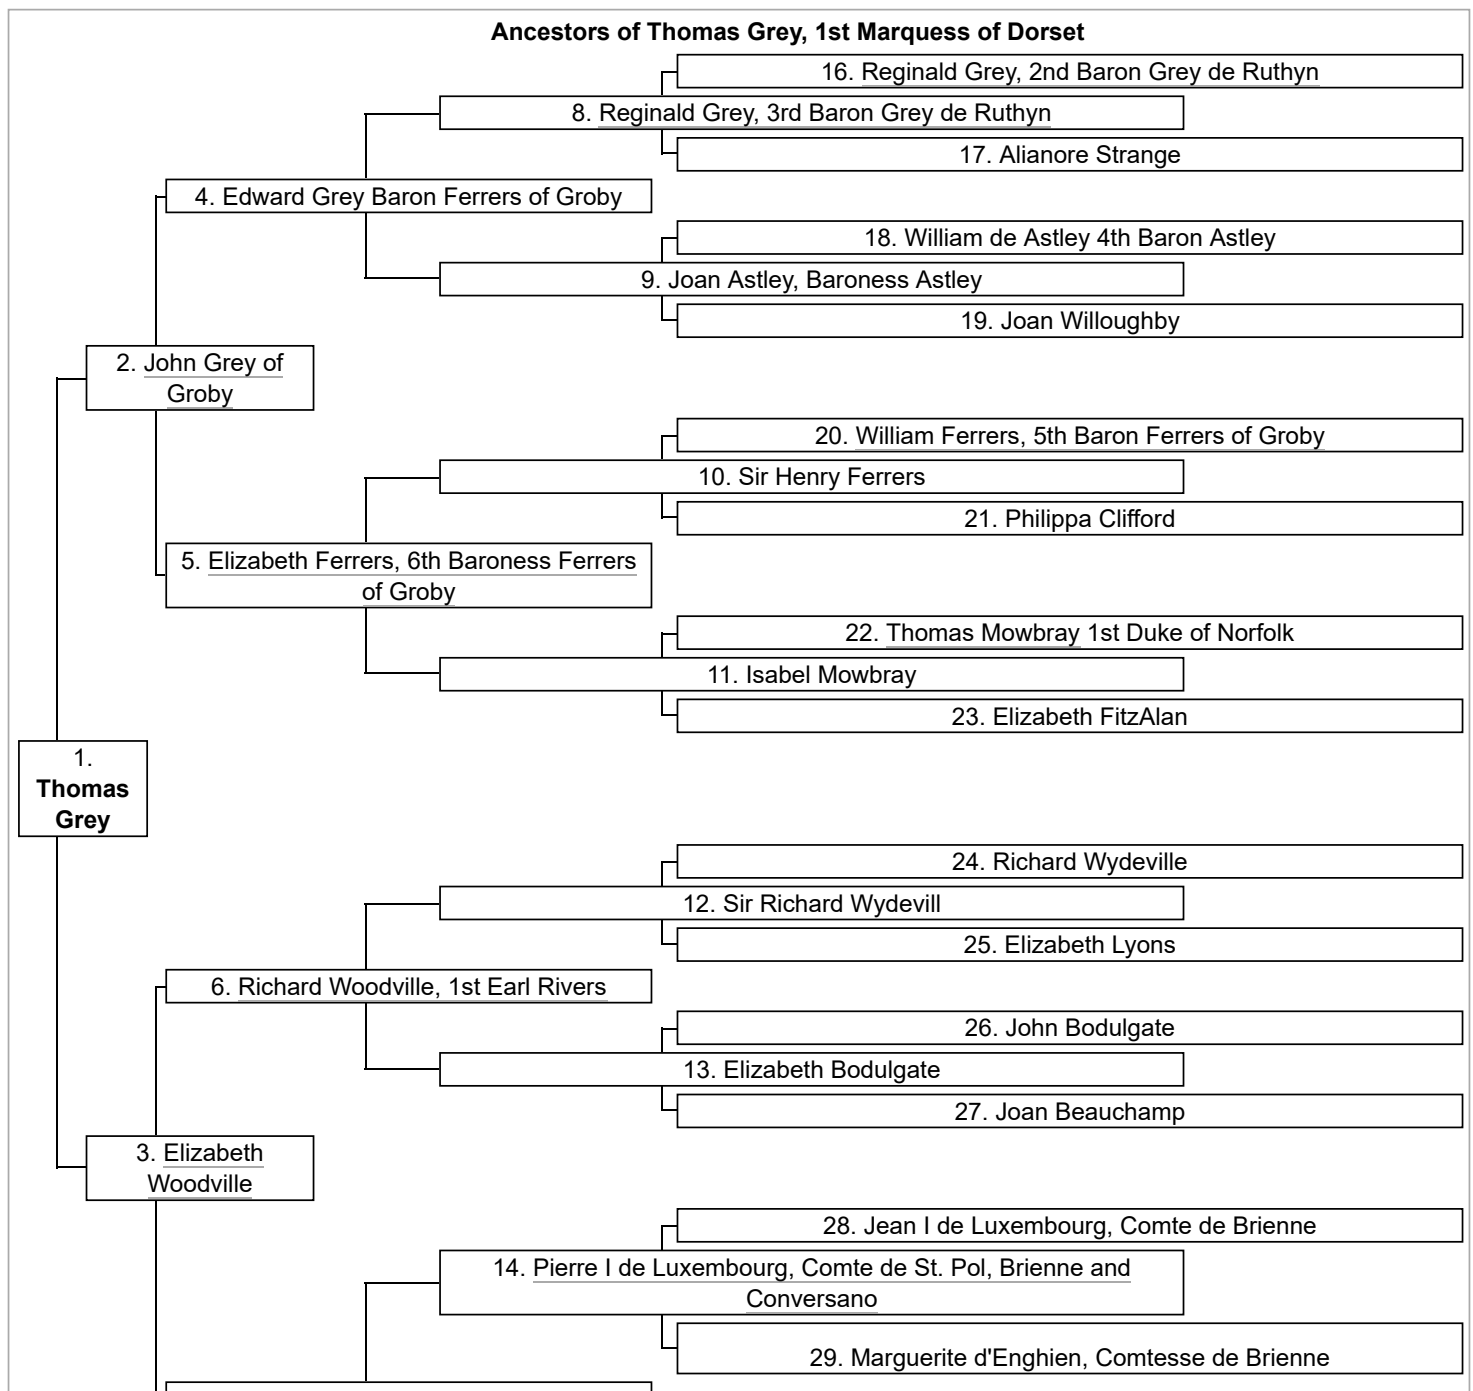 Ancestors of Thomas Grey, 1st Marquess of Dorset
16. Reginald Grey, 2nd Baron Grey de Ruthyn
8. Reginald Grey, 3rd Baron Grey de Ruthyn
17. Alianore Strange
4. Edward Grey Baron Ferrers of Groby
18. William de Astley 4th Baron Astley
9. Joan Astley, Baroness Astley
19. Joan Willoughby
2. John Grey of
Groby
20. William Ferrers, 5th Baron Ferrers of Groby
10. Sir Henry Ferrers
21. Philippa Clifford
5. Elizabeth Ferrers, 6th Baroness Ferrers
of Groby
22. Thomas Mowbray 1st Duke of Norfolk
11. Isabel Mowbray
23. Elizabeth FitzAlan
1.
Thomas
Grey
24. Richard Wydeville
12. Sir Richard Wydevill
25. Elizabeth Lyons
6. Richard Woodville, 1st Earl Rivers
26. John Bodulgate
13. Elizabeth Bodulgate
27. Joan Beauchamp
3. Elizabeth
Woodville
28. Jean I de Luxembourg, Comte de Brienne
14. Pierre I de Luxembourg, Comte de St. Pol, Brienne and
Conversano
29. Marguerite d'Enghien, Comtesse de Brienne